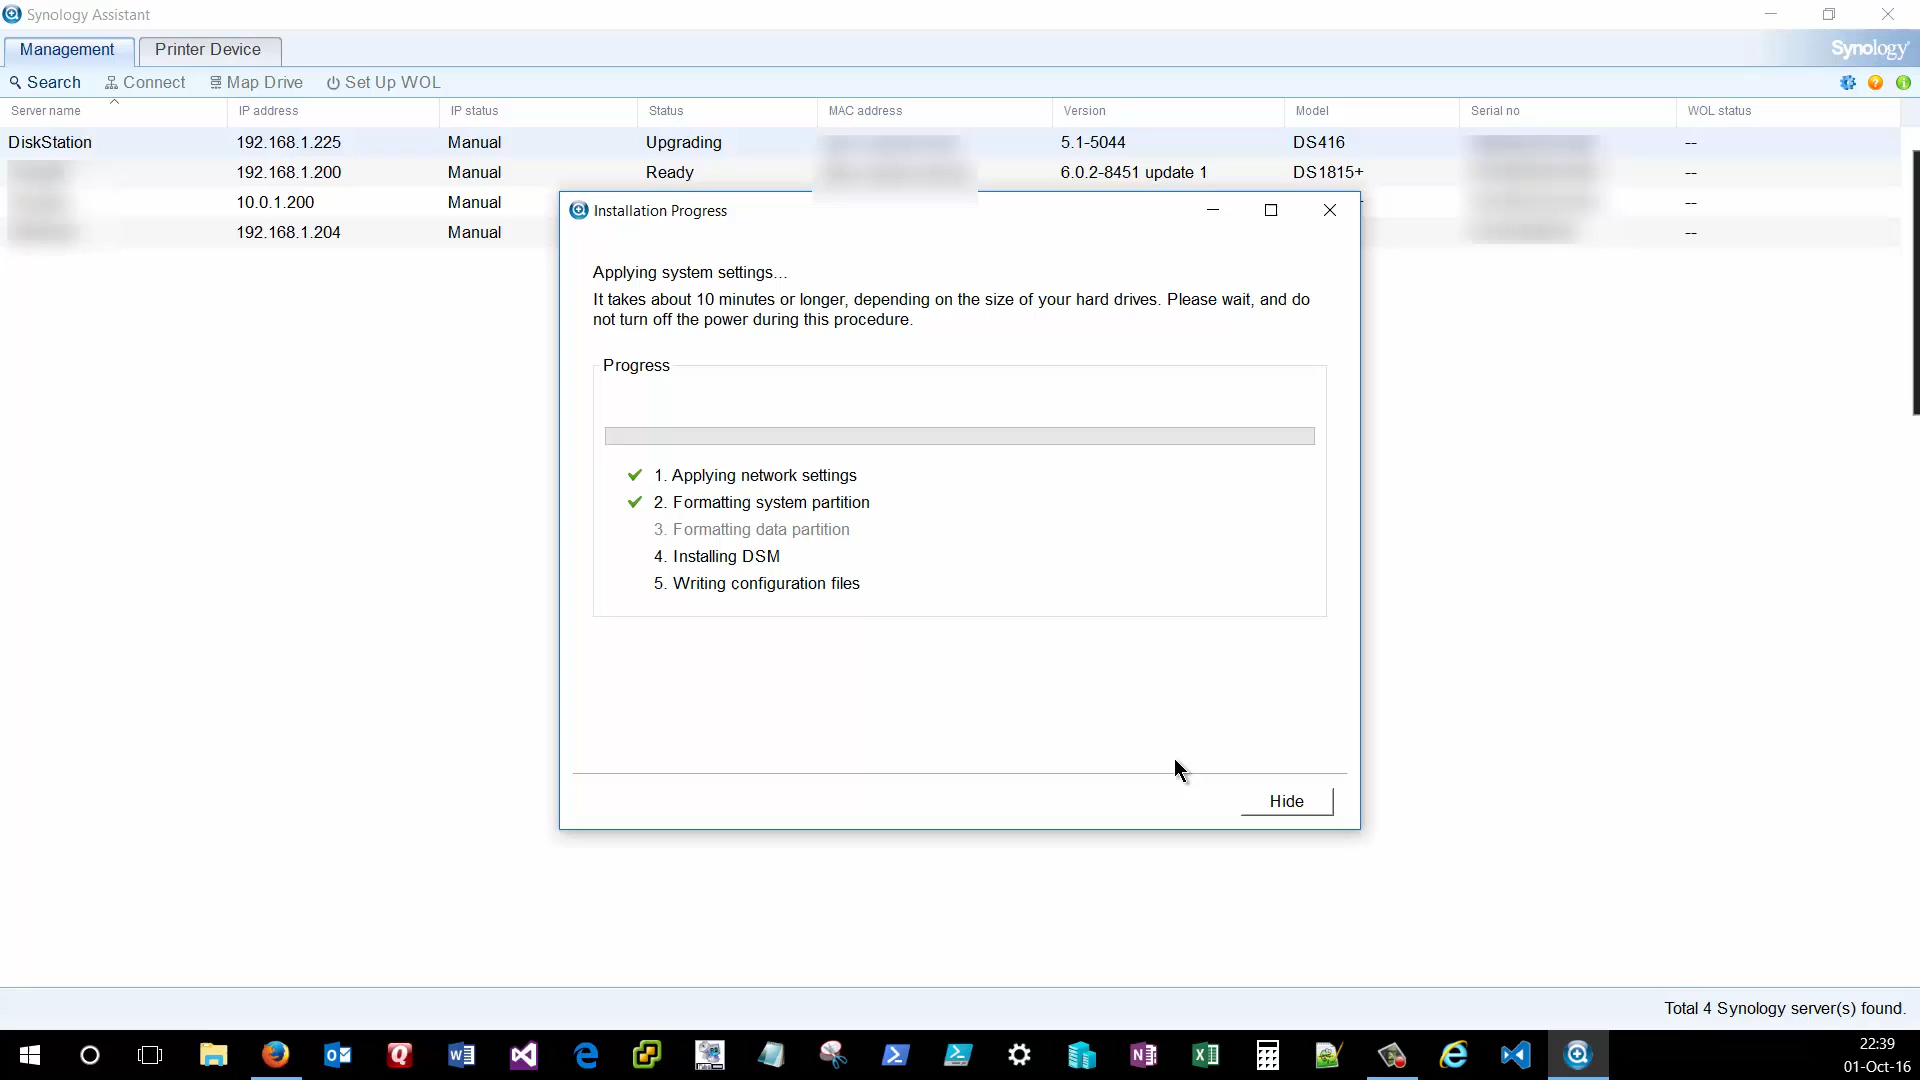 Synology Assistant
Management
Printer Device
Synology
Search
Connect
Map Drive
Set Up WOL
Server name
IP address
IP status
Status
MAC address
Version
Model
Serial no
WOL status
DiskStation
192.168.1.225
Manual
Upgrading
5.1-5044
DS416
--
192.168.1.200
Manual
Ready
6.0.2-8451 update 1
DS1815+
--
10.0.1.200
Manual
--
192.168.1.204
Manual
--
Installation Progress
Applying system settings...
It takes about 10 minutes or longer, depending on the size of your hard drives. Please wait, and do
not turn off the power during this procedure.
Progress
1. Applying network settings
2. Formatting system partition
3. Formatting data partition
4. Installing DSM
5. Writing configuration files
Hide
Total 4 Synology server(s) found.
22:39
01-Oct-16